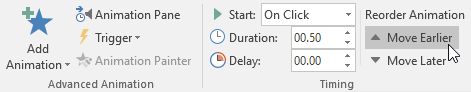 Add Animation
Animation Pane
Trigger
Animation Painter
Advanced Animation
Start: On Click
Duration: 00.50
Delay: 00.00
Timing
Reorder Animation
Move Earlier
Move Later